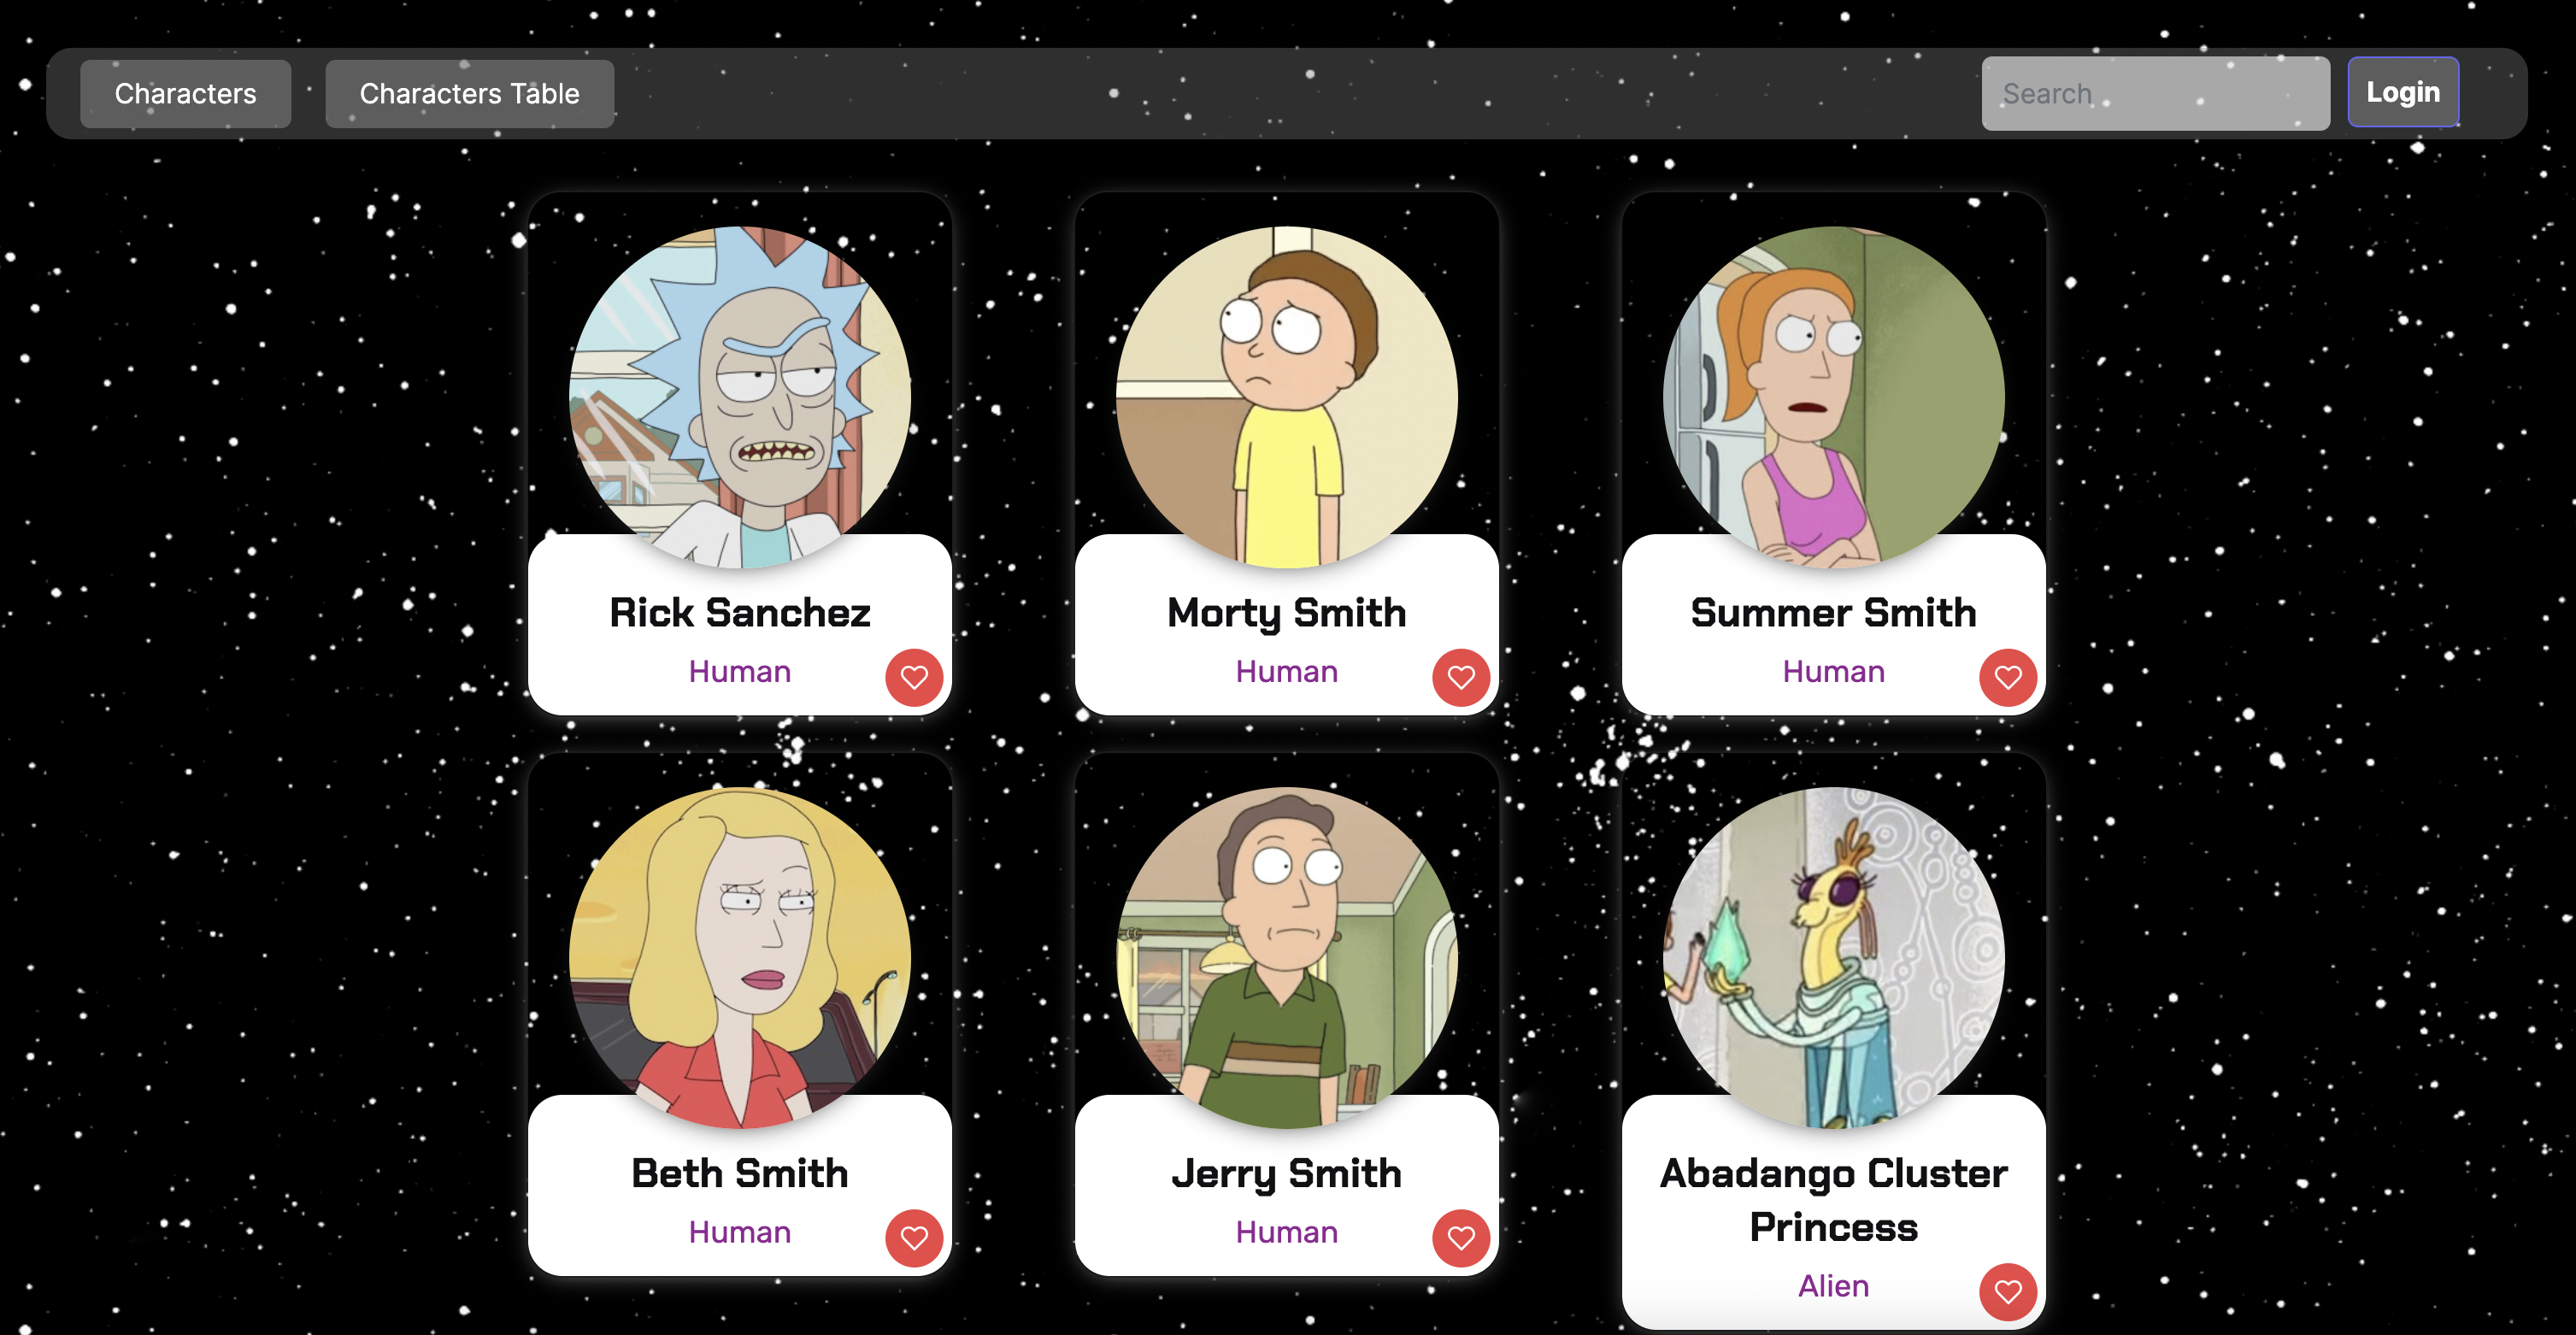 Characters
Characters Table
Search
Login
Rick Sanchez
Human
Morty Smith
Human
Summer Smith
Human
Beth Smith
Human
Jerry Smith
Human
Abadango Cluster
Princess
Alien